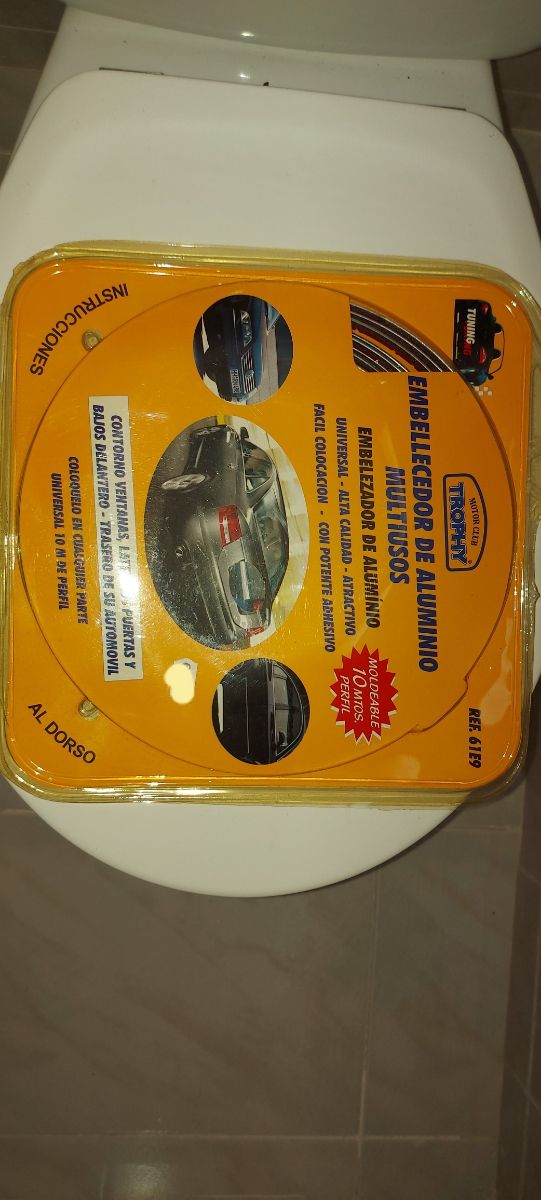 TUNING
MOTOR CLUB
TROPHY
REF. 61E9
EMBELLECEDOR DE ALUMINIO
MULTIUSOS
EMBELEZADOR DE ALUMINIO
UNIVERSAL - ALTA CALIDAD - ATRACTIVO
FACIL COLOCACION - CON POTENTE ADHESIVO
MOLDEABLE
10 MTOS.
PERFIL
CONTORNO VENTANAS, PUERTAS Y
BAJOS DELANTERO - TRASERO DE SU AUTOMOVIL
COLOQUELO EN CUALQUIER PARTE
UNIVERSAL 10 M DE PERFIL
INSTRUCCIONES
AL DORSO